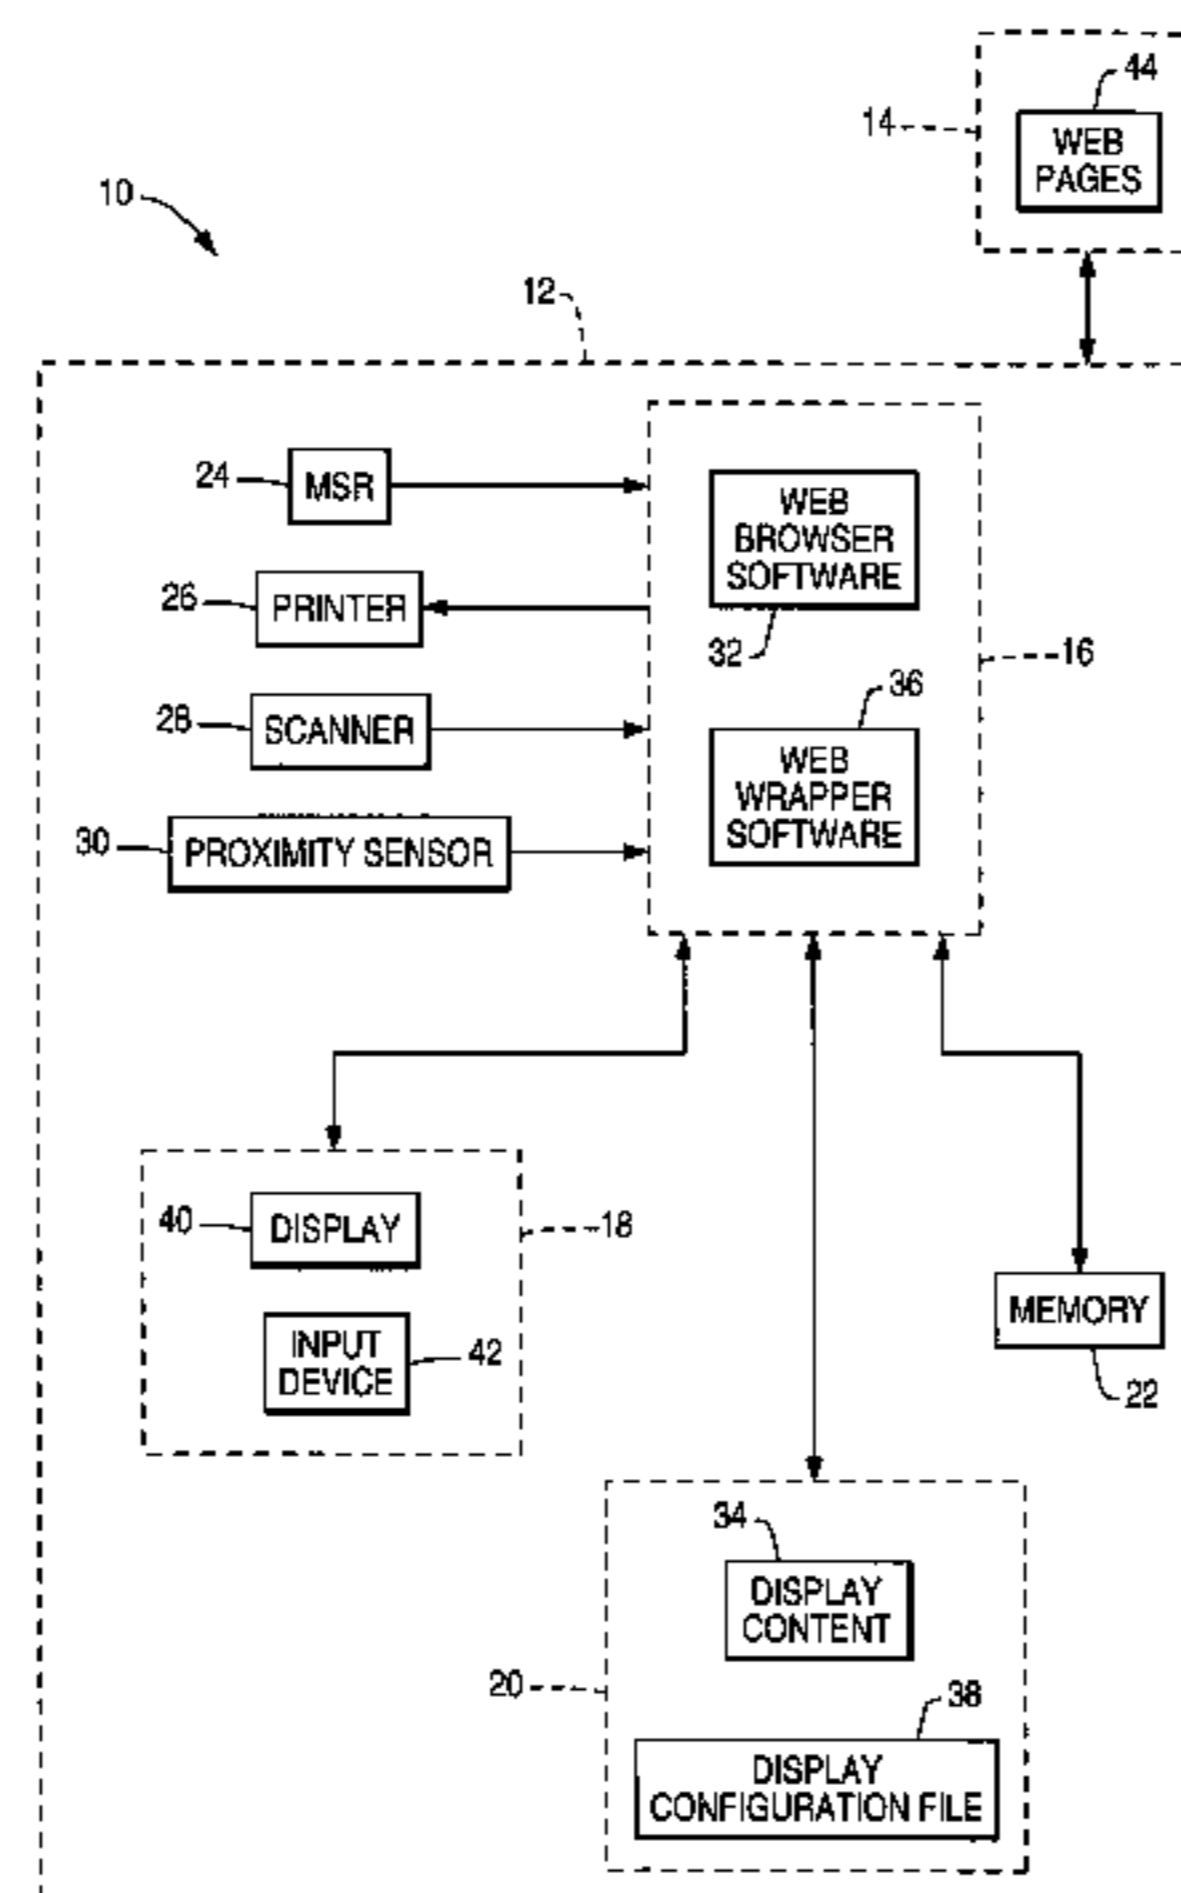 44
14
WEB
PAGES
10
12
24
MSR
WEB
BROWSER
SOFTWARE
26
PRINTER
32
16
36
28
SCANNER
WEB
WRAPPER
SOFTWARE
30
PROXIMITY SENSOR
40
DISPLAY
18
INPUT
DEVICE
42
MEMORY
22
34
DISPLAY
CONTENT
20
38
DISPLAY
CONFIGURATION FILE